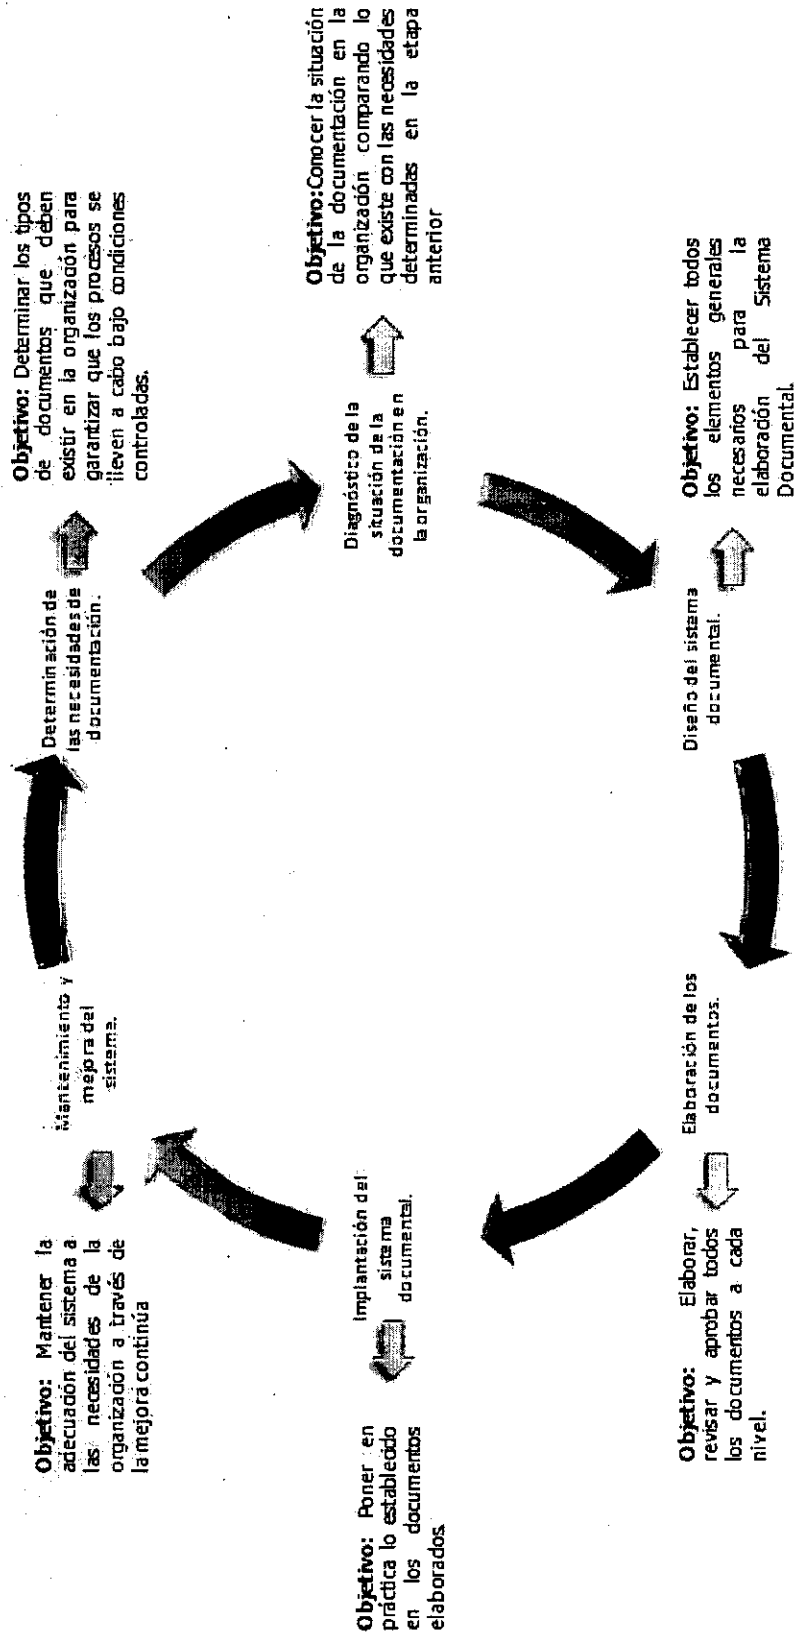 Determinación de
las necesidades de
documentación.
Objetivo: Determinar los tipos
de documentos que deben
existir en la organización para
garantizar que los procesos se
lleven a cabo bajo condiciones
controladas.
Diagnóstico de la
situación de la
documentación en
la organización.
Objetivo: Conocer la situación
de la documentación en la
organización comparando lo
que existe con las necesidades
determinadas en la etapa
anterior
Diseño del sistema
documental.
Objetivo: Establecer todos
los elementos generales
necesarios para la
elaboración del Sistema
Documental.
Elaboración de los
documentos.
Objetivo: Elaborar,
revisar y aprobar todos
los documentos a cada
nivel.
Implantación del
sistema
documental.
Objetivo: Poner en
práctica lo establecido
en los documentos
elaborados.
Mantenimiento y
mejora del
sistema.
Objetivo: Mantener la
adecuación del sistema a
las necesidades de la
organización a través de
la mejora continúa